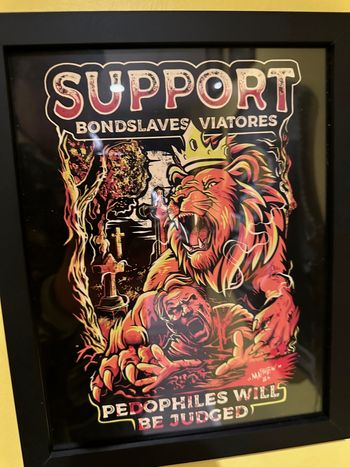 SUPPORT
BONDSLAVES VIATORES
PEDOPHILES WILL
BE JUDGED